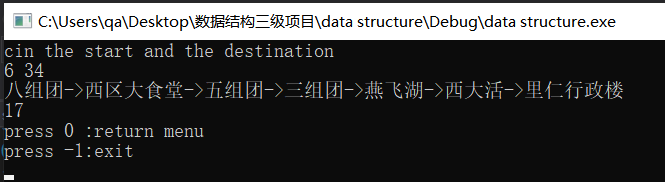 C:\Users\qa\Desktop\数据结构三级项目\data structure\Debug\data structure.exe
cin the start and the destination
6 34
八组团->西区大食堂->五组团->三组团->燕飞湖->西大活->里仁行政楼
17
press 0 :return menu
press -1:exit